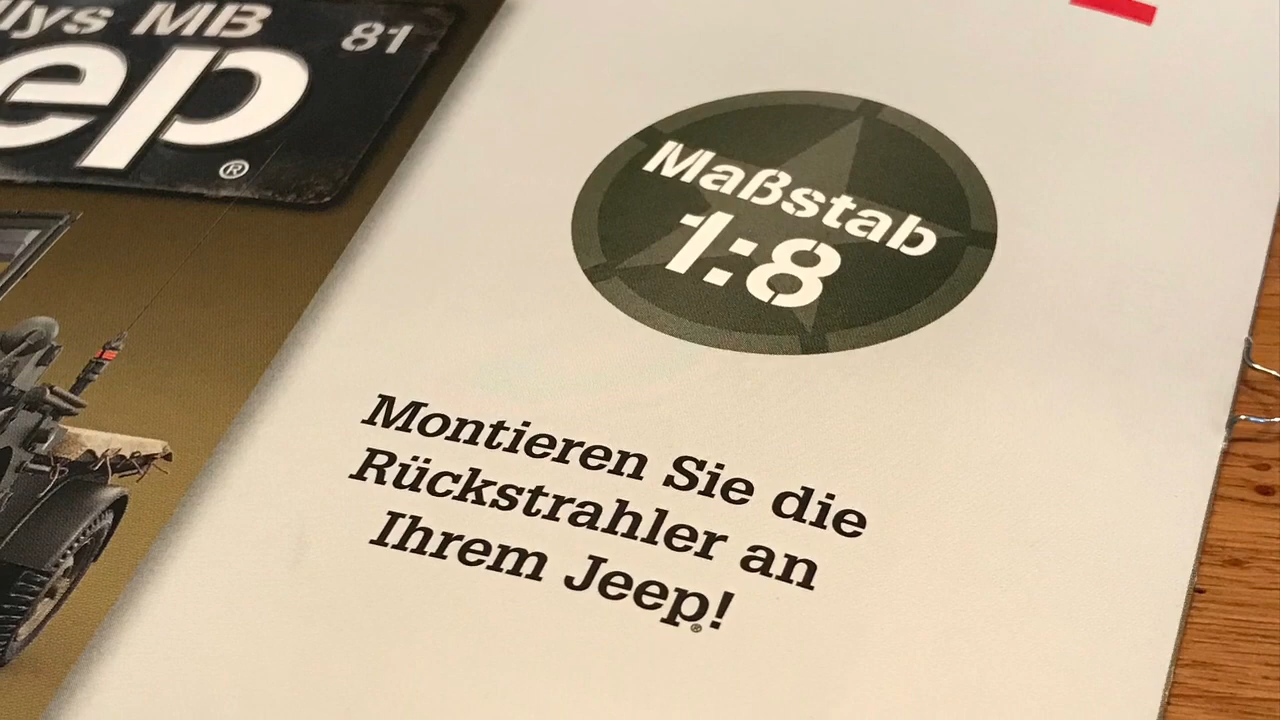 llys MB
81
eep
®
Maßstab
1:8
Montieren Sie die
Rückstrahler an
Ihrem Jeep®!